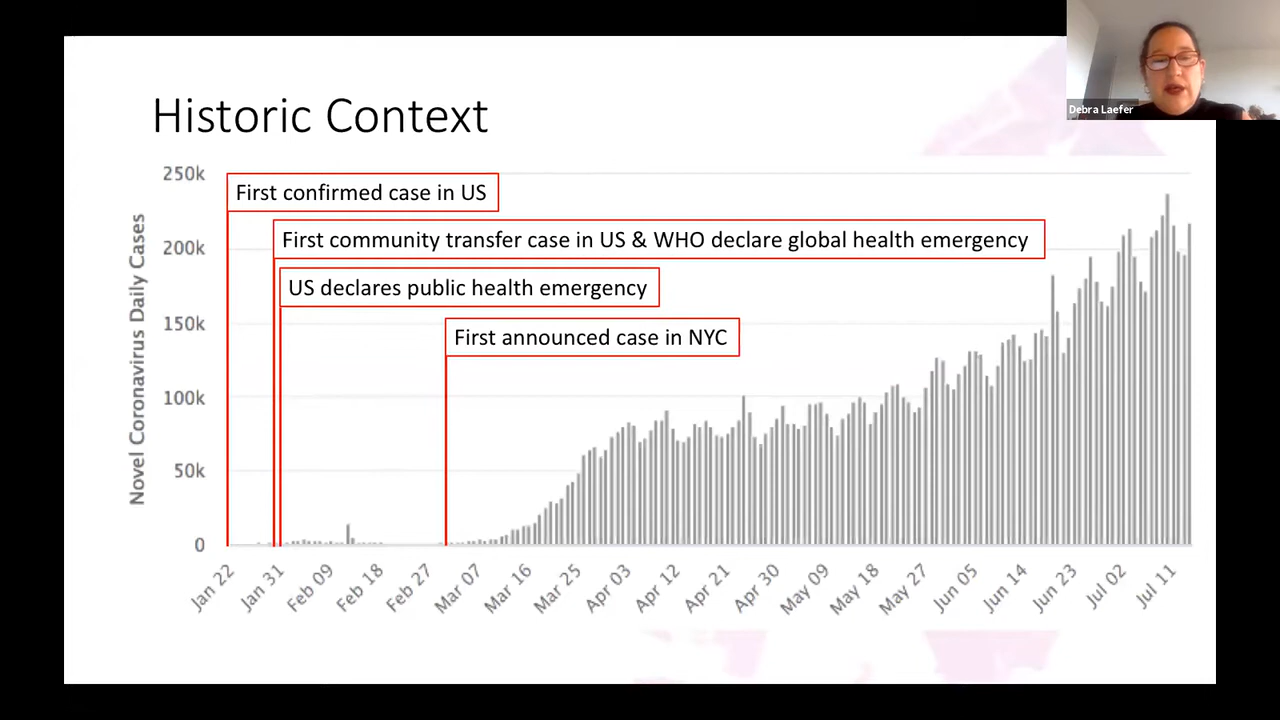 Debra Laefer
Historic Context
Novel Coronavirus Daily Cases
250k
200k
150k
100k
50k
0
First confirmed case in US
First community transfer case in US & WHO declare global health emergency
US declares public health emergency
First announced case in NYC
Jan 22
Jan 31
Feb 09
Feb 18
Feb 27
Mar 07
Mar 16
Mar 25
Apr 03
Apr 12
Apr 21
Apr 30
May 09
May 18
May 27
Jun 05
Jun 14
Jun 23
Jul 02
Jul 11